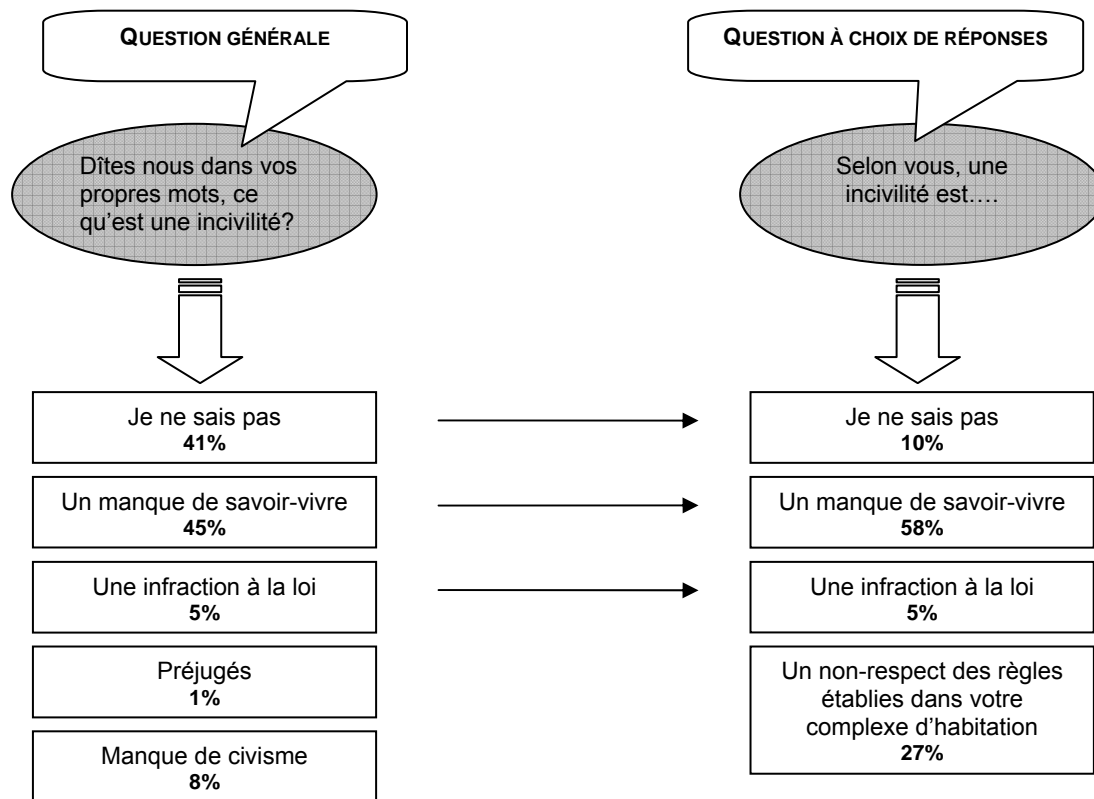 QUESTION GÉNÉRALE
Dîtes nous dans vos
propres mots, ce
qu’est une incivilité?
Je ne sais pas
41%
Un manque de savoir-vivre
45%
Une infraction à la loi
5%
Préjugés
1%
Manque de civisme
8%
QUESTION À CHOIX DE RÉPONSES
Selon vous, une
incivilité est….
Je ne sais pas
10%
Un manque de savoir-vivre
58%
Une infraction à la loi
5%
Un non-respect des règles
établies dans votre
complexe d’habitation
27%